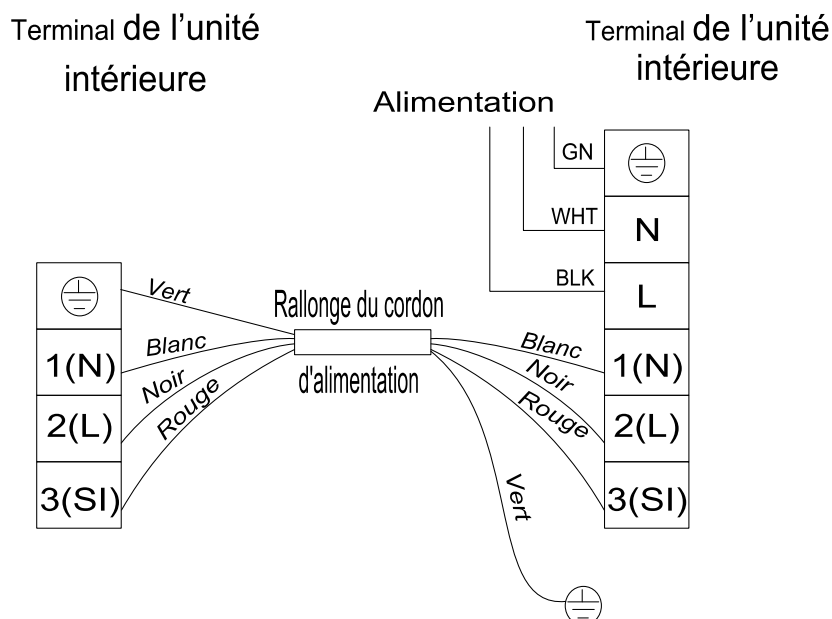 Terminal de l'unité
intérieure
Terminal de l'unité
intérieure
Alimentation
GN
WHT
N
BLK
L
Vert
Rallonge du cordon
d'alimentation
1(N)
Blanc
2(L)
Noir
3(SI)
Rouge
Blanc
1(N)
Noir
2(L)
Rouge
3(SI)
Vert